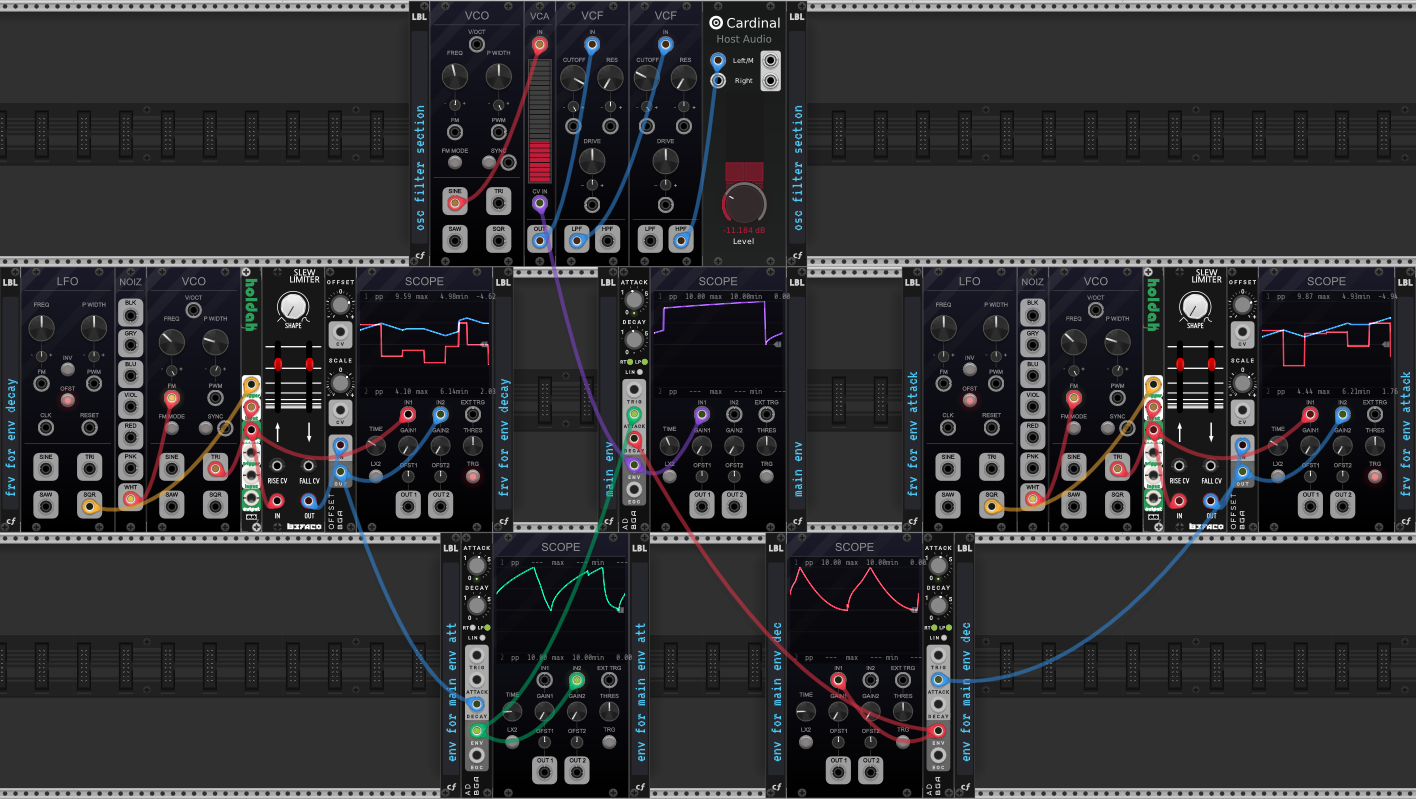 LBL
osc filter section
cf
VCO
V/OCT
FREQ
P WIDTH
FM
PWM
FM MODE
SYNC
SINE
TRI
SAW
SQR
VCA
IN
CV IN
OUT
VCF
IN
CUTOFF
RES
DRIVE
LPF
HPF
VCF
IN
CUTOFF
RES
DRIVE
LPF
HPF
Cardinal
Host Audio
Left/M
Right
-11.184 dB
Level
LBL
osc filter section
cf
LBL
frv for env decay
cf
LFO
FREQ
P WIDTH
INV
FM
OFST
PWM
CLK
RESET
SINE
TRI
SAW
SQR
NOIZ
BLK
GRY
BLU
VIOL
RED
PNK
WHT
VCO
V/OCT
FREQ
P WIDTH
FM
PWM
FM MODE
SYNC
SINE
TRI
SAW
SQR
holdah
SLEW
LIMITER
SHAPE
RISE CV
FALL CV
IN
OUT
BEFACO
OFFSET
CV
SCALE
CV
IN
OUT
OFFSET
BGA
SCOPE
1 pp 9.59 max 4.98min -4.62
2 pp 4.10 max 6.14min 2.03
IN1
IN2
EXT TRG
TIME
GAIN1
GAIN2
THRES
LX2
OFST1
OFST2
TRG
OUT 1
OUT 2
LBL
frv for env decay
cf
LBL
main env
cf
ATTACK
DECAY
RT
LP
LIN
TRIG
ATTACK
DECAY
ENV
EOC
AD
BGA
SCOPE
1 pp 10.00 max 10.00min 0.00
IN1
IN2
EXT TRG
TIME
GAIN1
GAIN2
THRES
LX2
OFST1
OFST2
TRG
OUT 1
OUT 2
LBL
main env
cf
LBL
frv for env attack
cf
LFO
FREQ
P WIDTH
INV
FM
OFST
PWM
CLK
RESET
SINE
TRI
SAW
SQR
NOIZ
BLK
GRY
BLU
VIOL
RED
PNK
WHT
VCO
V/OCT
FREQ
P WIDTH
FM
PWM
FM MODE
SYNC
SINE
TRI
SAW
SQR
holdah
SLEW
LIMITER
SHAPE
RISE CV
FALL CV
IN
OUT
BEFACO
OFFSET
CV
SCALE
CV
IN
OUT
OFFSET
BGA
SCOPE
1 pp 9.87 max 4.93min -4.94
2 pp 4.44 max 6.21min 1.76
IN1
IN2
EXT TRG
TIME
GAIN1
GAIN2
THRES
LX2
OFST1
OFST2
TRG
OUT 1
OUT 2
LBL
frv for env attack
cf
LBL
env for main env att
cf
ATTACK
DECAY
RT
LP
LIN
TRIG
ATTACK
DECAY
ENV
EOC
AD
BGA
SCOPE
1 pp --- max --- min ---
2 pp 10.00 max 10.00min 0.00
IN1
IN2
EXT TRG
TIME
GAIN1
GAIN2
THRES
LX2
OFST1
OFST2
TRG
OUT 1
OUT 2
LBL
env for main env att
cf
LBL
env for main env dec
cf
SCOPE
2 pp --- max --- min ---
IN1
IN2
EXT TRG
TIME
GAIN1
GAIN2
THRES
LX2
OFST1
OFST2
TRG
OUT 1
OUT 2
ATTACK
DECAY
RT
LP
LIN
TRIG
ATTACK
DECAY
ENV
EOC
AD
BGA
LBL
env for main env dec
cf